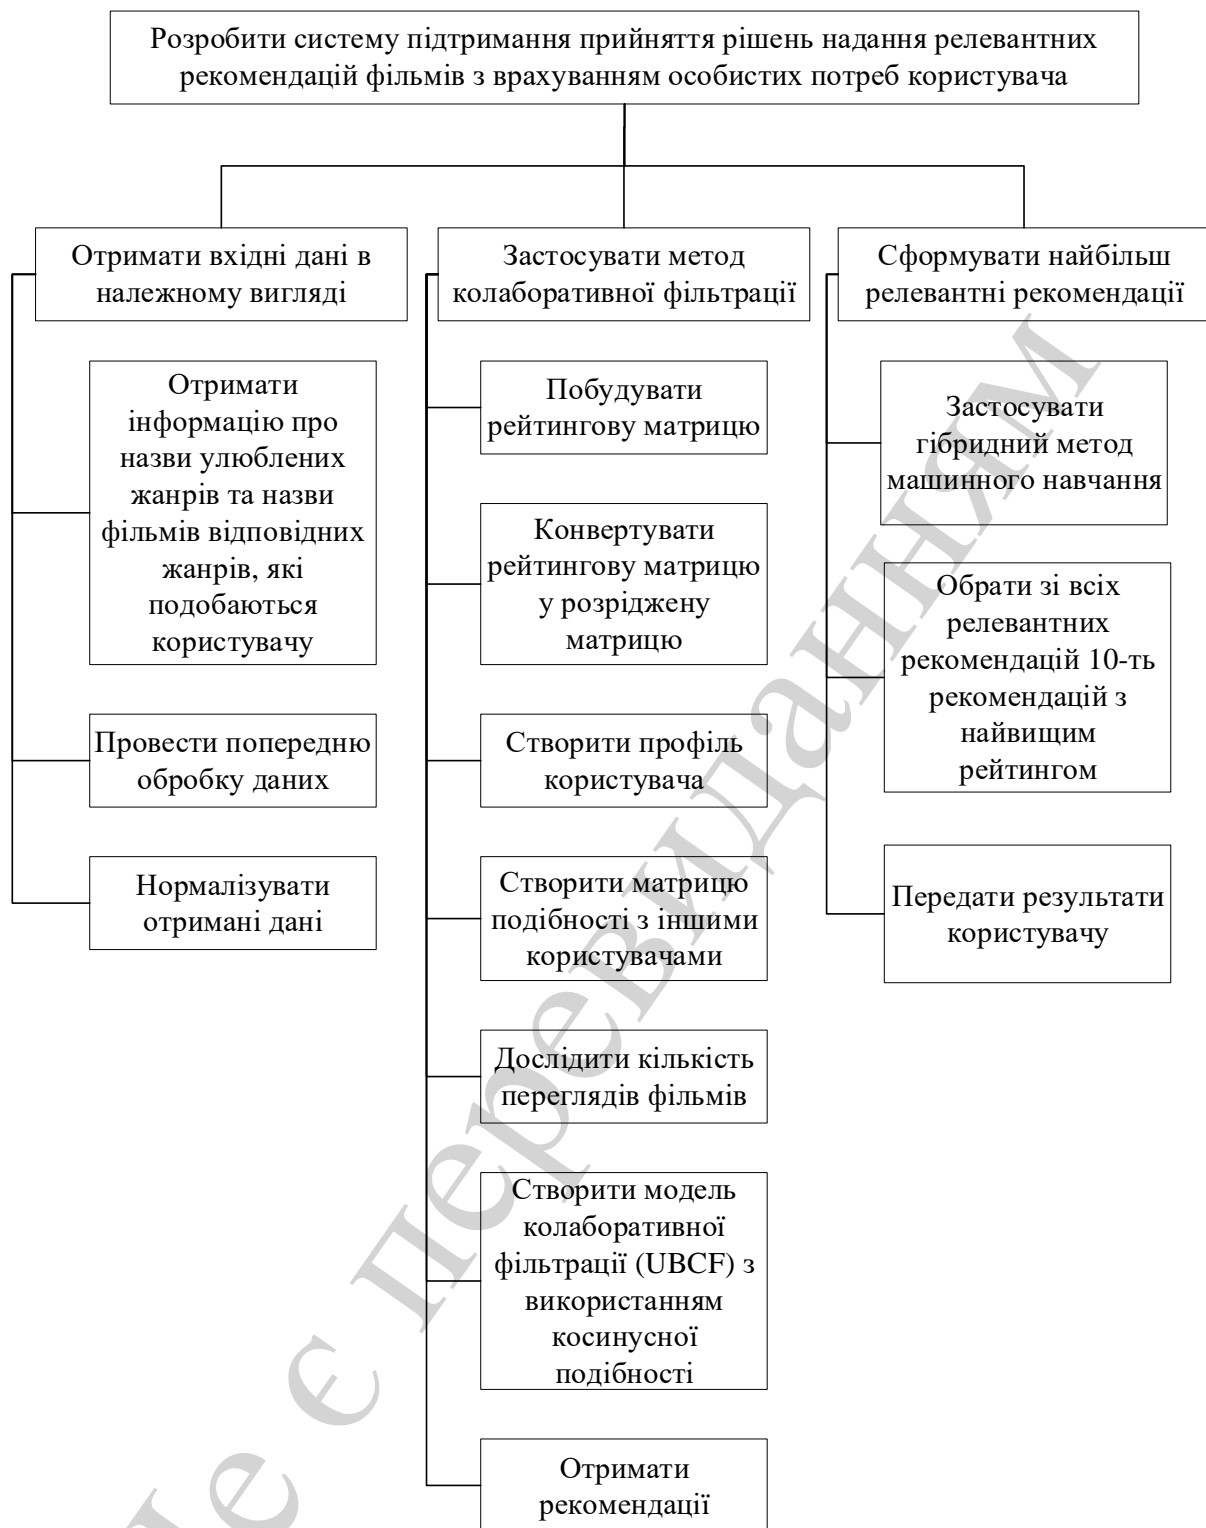 Розробити систему підтримання прийняття рішень надання релевантних
рекомендацій фільмів з врахуванням особистих потреб користувача
Отримати вхідні дані в
належному вигляді
Отримати
інформацію про
назви улюблених
жанрів та назви
фільмів відповідних
жанрів, які
подобаються
користувачу
Провести попередню
обробку даних
Нормалізувати
отримані дані
Застосувати метод
колаборативної фільтрації
Побудувати
рейтингову матрицю
Конвертувати
рейтингову матрицю
у розріджену
матрицю
Створити профіль
користувача
Створити матрицю
подібності з іншими
користувачами
Дослідити кількість
переглядів фільмів
Створити модель
колаборативної
фільтрації (UBCF) з
використанням
косинусної
подібності
Отримати
рекомендації
Сформувати найбільш
релевантні рекомендації
Застосувати
гібридний метод
машинного навчання
Обрати зі всіх
релевантних
рекомендацій 10-ть
рекомендацій з
найвищим
рейтингом
Передати результати
користувачу
є перевиданням